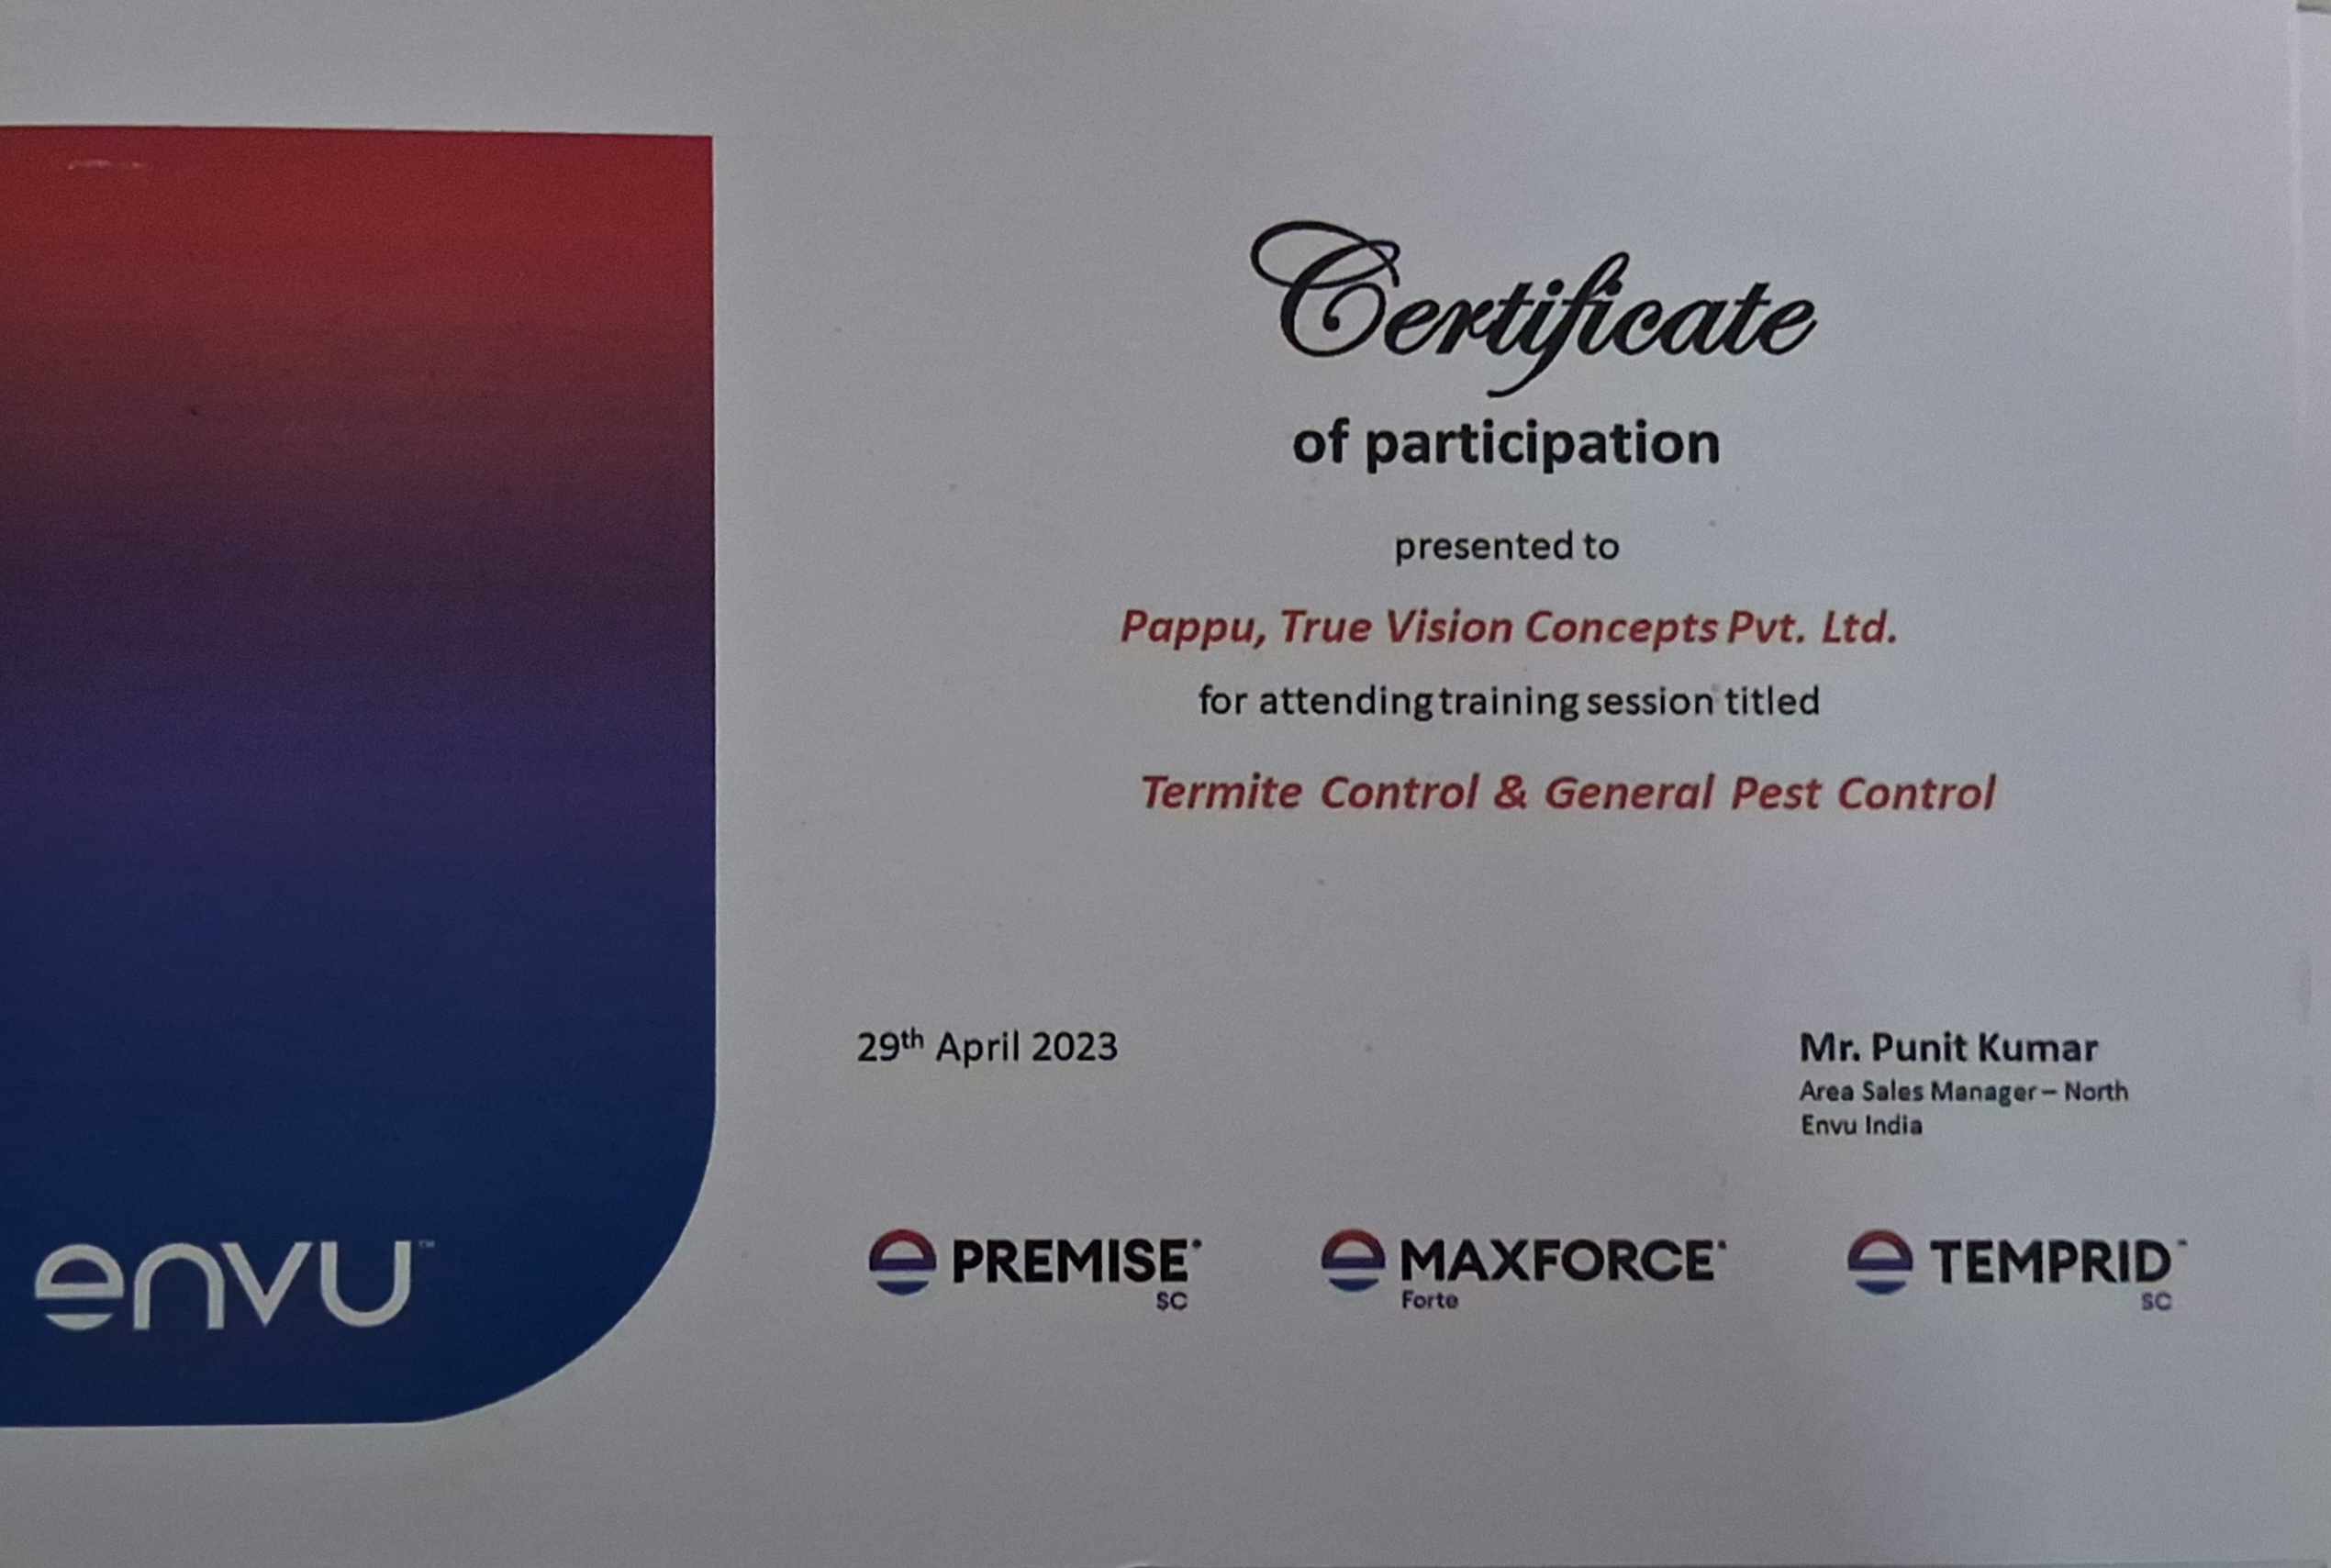 Certificate
of participation
presented to
Pappu, True Vision Concepts Pvt. Ltd.
for attending training session titled
Termite Control & General Pest Control
29th April 2023
Mr. Punit Kumar
Area Sales Manager – North
Envu India
envu™
PREMISE®
SC
MAXFORCE®
Forte
TEMPRID™
SC